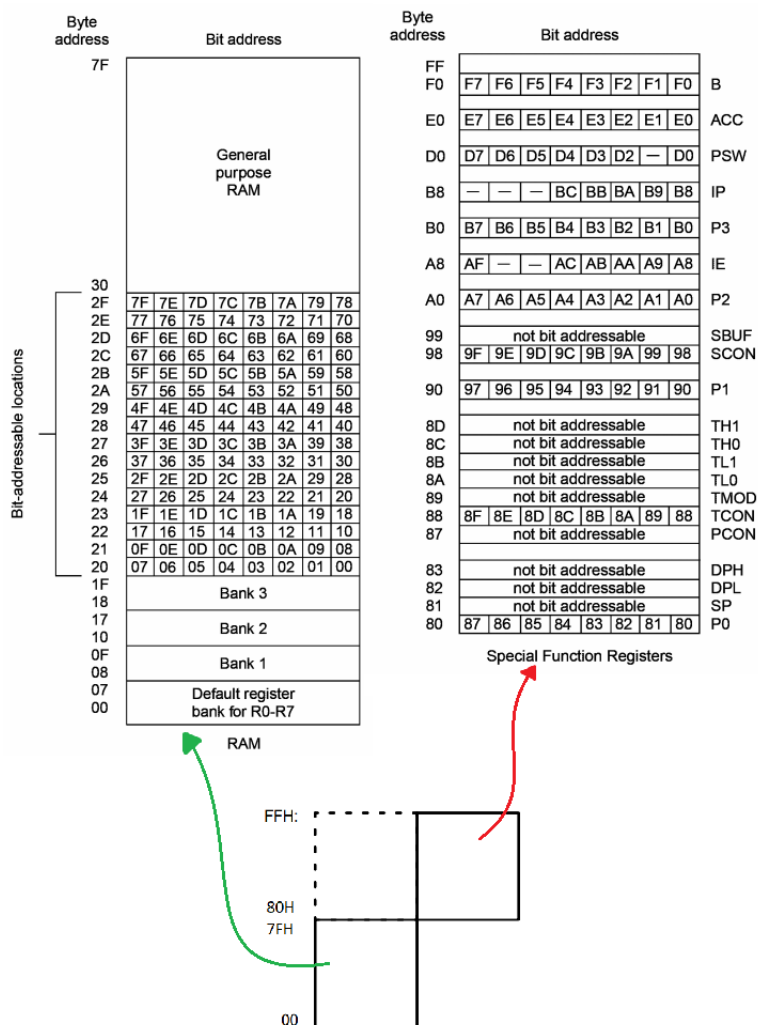 Byte address Bit address
7F
General purpose RAM
30
2F 7F 7E 7D 7C 7B 7A 79 78
2E 77 76 75 74 73 72 71 70
2D 6F 6E 6D 6C 6B 6A 69 68
2C 67 66 65 64 63 62 61 60
2B 5F 5E 5D 5C 5B 5A 59 58
2A 57 56 55 54 53 52 51 50
29 4F 4E 4D 4C 4B 4A 49 48
28 47 46 45 44 43 42 41 40
27 3F 3E 3D 3C 3B 3A 39 38
26 37 36 35 34 33 32 31 30
25 2F 2E 2D 2C 2B 2A 29 28
24 27 26 25 24 23 22 21 20
23 1F 1E 1D 1C 1B 1A 19 18
22 17 16 15 14 13 12 11 10
21 0F 0E 0D 0C 0B 0A 09 08
20 07 06 05 04 03 02 01 00
Bit-addressable locations
1F
18 Bank 3
17
10 Bank 2
0F
08 Bank 1
07
00 Default register bank for R0-R7
RAM
Byte address Bit address
FF
F0 F7 F6 F5 F4 F3 F2 F1 F0 B
E0 E7 E6 E5 E4 E3 E2 E1 E0 ACC
D0 D7 D6 D5 D4 D3 D2 — D0 PSW
B8 — — — BC BB BA B9 B8 IP
B0 B7 B6 B5 B4 B3 B2 B1 B0 P3
A8 AF — — AC AB AA A9 A8 IE
A0 A7 A6 A5 A4 A3 A2 A1 A0 P2
99 not bit addressable SBUF
98 9F 9E 9D 9C 9B 9A 99 98 SCON
90 97 96 95 94 93 92 91 90 P1
8D not bit addressable TH1
8C not bit addressable TH0
8B not bit addressable TL1
8A not bit addressable TL0
89 not bit addressable TMOD
88 8F 8E 8D 8C 8B 8A 89 88 TCON
87 not bit addressable PCON
83 not bit addressable DPH
82 not bit addressable DPL
81 not bit addressable SP
80 87 86 85 84 83 82 81 80 P0
Special Function Registers
FFH:
80H
7FH
00